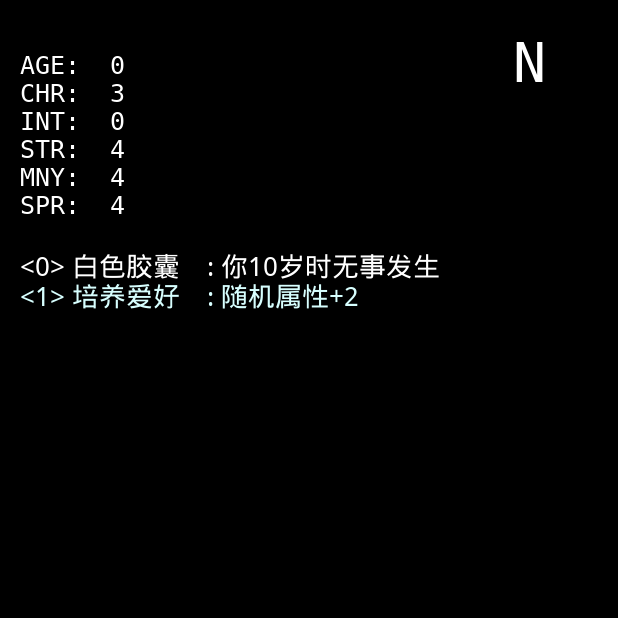 N
AGE: 0
CHR: 3
INT: 0
STR: 4
MNY: 4
SPR: 4
<0> 白色胶囊 : 你10岁时无事发生
<1> 培养爱好 : 随机属性+2